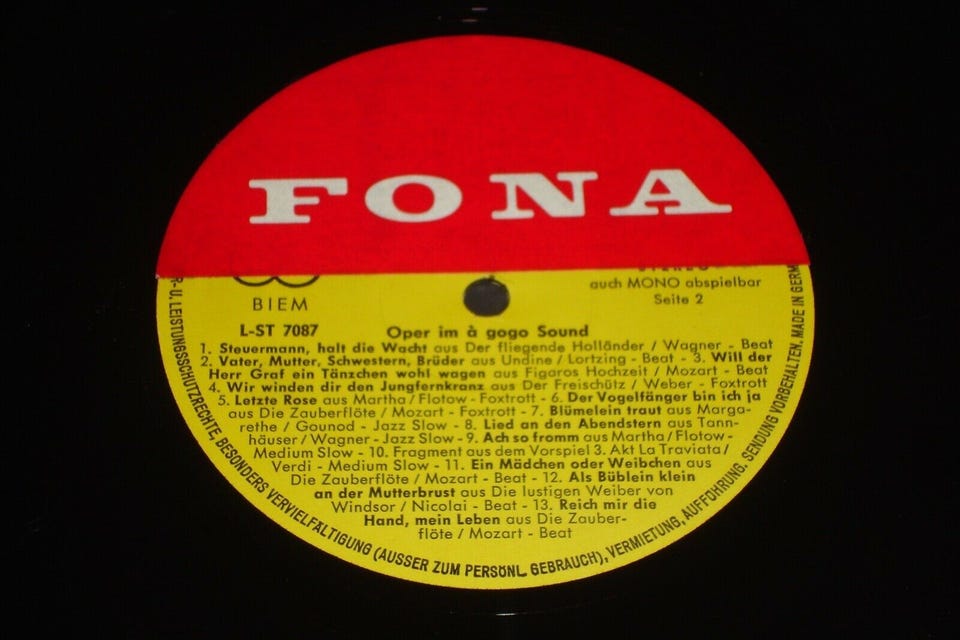 FONA
STEREO
BIEM
auch MONO abspielbar
Seite 2
L-ST 7087
Oper im à gogo Sound
1. Steuermann, halt die Wacht aus Der fliegende Holländer / Wagner - Beat
2. Vater, Mutter, Schwestern, Brüder aus Undine / Lortzing - Beat - 3. Will der
Herr Graf ein Tänzchen wohl wagen aus Figaros Hochzeit / Mozart - Beat
4. Wir winden dir den Jungfernkranz aus Der Freischütz / Weber - Foxtrott
5. Letzte Rose aus Martha / Flotow - Foxtrott - 6. Der Vogelfänger bin ich ja
aus Die Zauberflöte / Mozart - Foxtrott - 7. Blümelein traut aus Marga-
rethe / Gounod - Jazz Slow - 8. Lied an den Abendstern aus Tann-
häuser / Wagner - Jazz Slow - 9. Ach so fromm aus Martha / Flotow -
Medium Slow - 10. Fragment aus dem Vorspiel 3. Akt La Traviata /
Verdi - Medium Slow - 11. Ein Mädchen oder Weibchen aus
Die Zauberflöte / Mozart - Beat - 12. Als Büblein klein
an der Mutterbrust aus Die lustigen Weiber von
Windsor / Nicolai - Beat - 13. Reich mir die
Hand, mein Leben aus Die Zauber-
flöte / Mozart - Beat
R-U. LEISTUNGSSCHUTZRECHTE, BESONDERS VERVIELFÄLTIGUNG (AUSSER ZUM PERSÖNL. GEBRAUCH), VERMIETUNG, AUFFÜHRUNG, SENDUNG VORBEHALTEN. MADE IN GERM